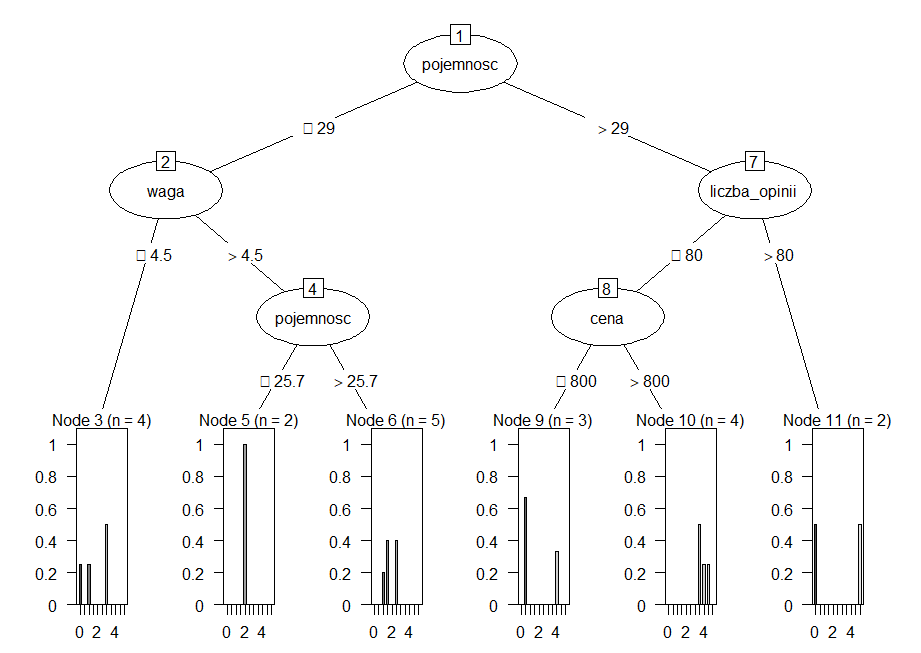 1
pojemnosc
□ 29
> 29
2
waga
7
liczba_opinii
□ 4.5
> 4.5
□ 80
> 80
4
pojemnosc
8
cena
□ 25.7
> 25.7
□ 800
> 800
Node 3 (n = 4)
Node 5 (n = 2)
Node 6 (n = 5)
Node 9 (n = 3)
Node 10 (n = 4)
Node 11 (n = 2)
1 1 1 1 1 1
0.8 0.8 0.8 0.8 0.8 0.8
0.6 0.6 0.6 0.6 0.6 0.6
0.4 0.4 0.4 0.4 0.4 0.4
0.2 0.2 0.2 0.2 0.2 0.2
0 0 0 0 0 0
0 2 4 0 2 4 0 2 4 0 2 4 0 2 4 0 2 4